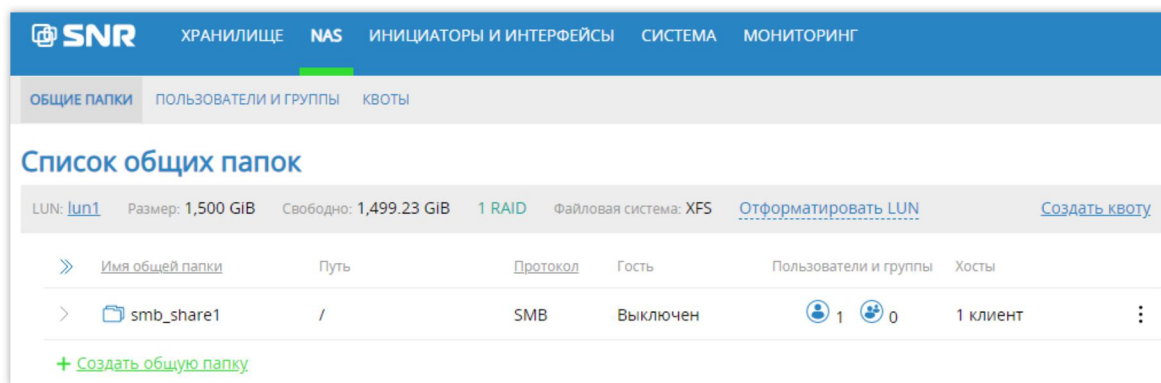 SNR ХРАНИЛИЩЕ NAS ИНИЦИАТОРЫ И ИНТЕРФЕЙСЫ СИСТЕМА МОНИТОРИНГ
ОБЩИЕ ПАПКИ ПОЛЬЗОВАТЕЛИ И ГРУППЫ КВОТЫ
Список общих папок
LUN: lun1 Размер: 1,500 GiB Свободно: 1,499.23 GiB 1 RAID Файловая система: XFS Отформатировать LUN Создать квоту
Имя общей папки Путь Протокол Гость Пользователи и группы Хосты
smb_share1 / SMB Выключен 1 0 1 клиент
+ Создать общую папку